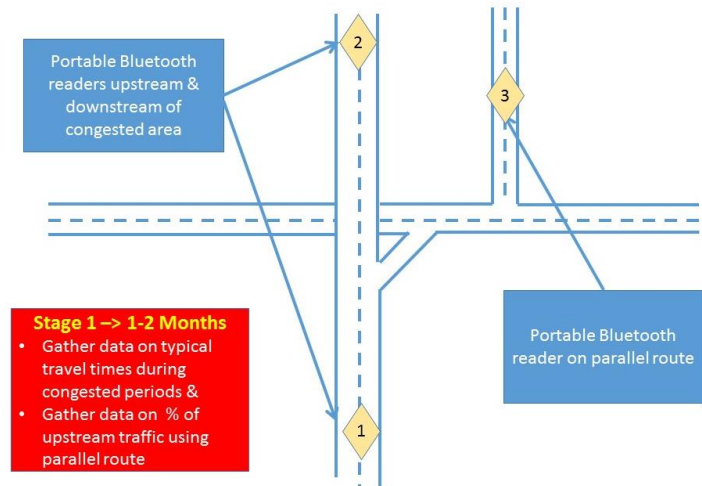 Portable Bluetooth
readers upstream &
downstream of
congested area
2
3
Stage 1 –> 1-2 Months
• Gather data on typical
travel times during
congested periods &
• Gather data on  % of
upstream traffic using
parallel route
Portable Bluetooth
reader on parallel route
1